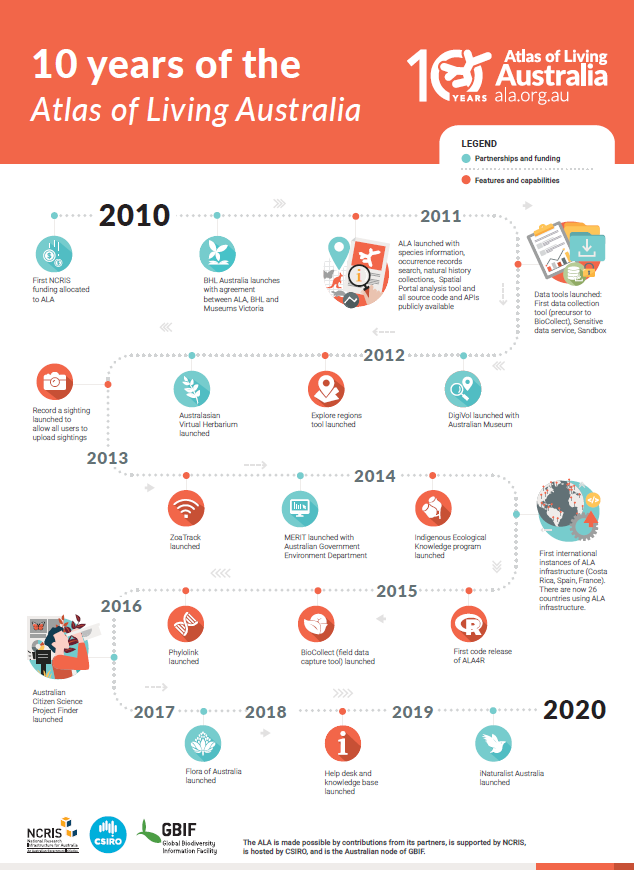 10 years of the
Atlas of Living Australia
10 YEARS
Atlas of Living
Australia
ala.org.au
LEGEND
Partnerships and funding
Features and capabilities
2010
2011
First NCRIS
funding allocated
to ALA
BHL Australia launches
with agreement
between ALA, BHL and
Museums Victoria
ALA launched with
species information,
occurrence records
search, natural history
collections, Spatial
Portal analysis tool and
all source code and APIs
publicly available
Data tools launched:
First data collection
tool (precursor to
BioCollect), Sensitive
data service, Sandbox
2012
Record a sighting
launched to
allow all users to
upload sightings
Australasian
Virtual Herbarium
launched
Explore regions
tool launched
DigiVol launched with
Australian Museum
2013
2014
ZoaTrack
launched
MERIT launched with
Australian Government
Environment Department
Indigenous Ecological
Knowledge program
launched
First international
instances of ALA
infrastructure (Costa
Rica, Spain, France).
There are now 26
countries using ALA
infrastructure.
2015
2016
Australian
Citizen Science
Project Finder
launched
Phylolink
launched
BioCollect (field data
capture tool) launched
R
First code release
of ALA4R
2017
2018
2019
2020
Flora of Australia
launched
Help desk and
knowledge base
launched
iNaturalist Australia
launched
NCRIS
National Research
Infrastructure for Australia
CSIRO
GBIF
Global Biodiversity
Information Facility
The ALA is made possible by contributions from its partners, is supported by NCRIS,
is hosted by CSIRO, and is the Australian node of GBIF.